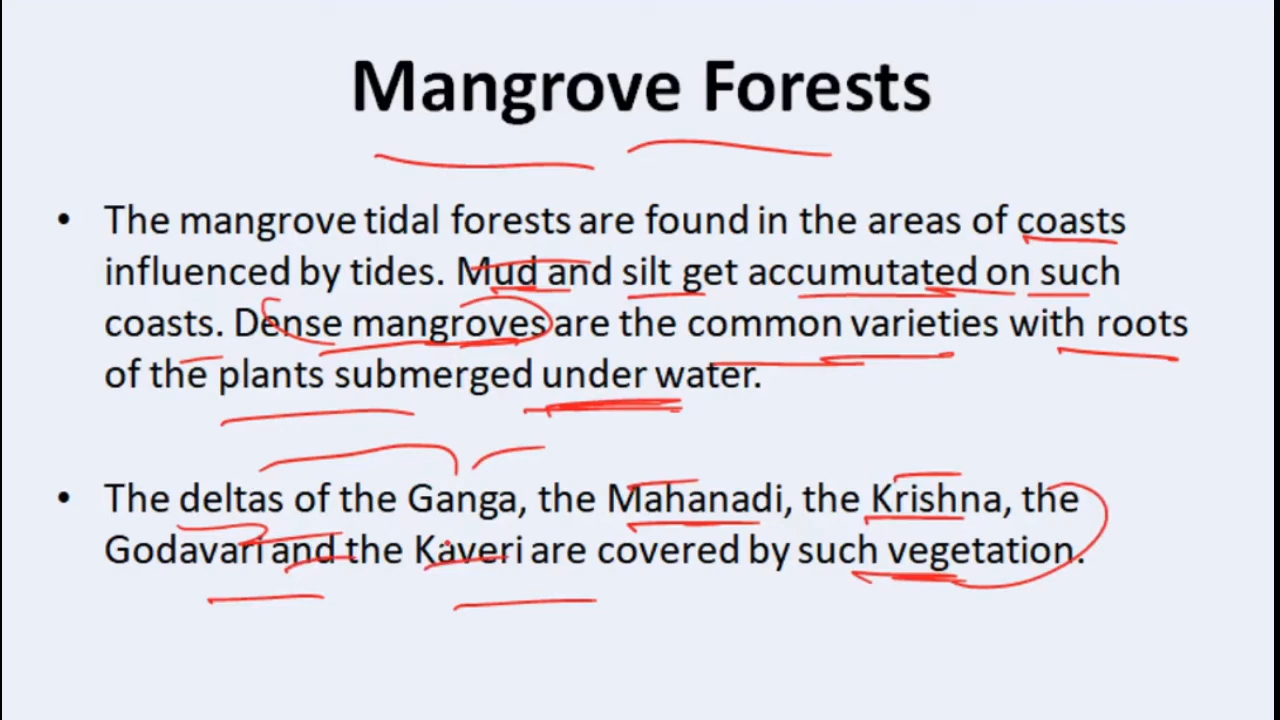 Mangrove Forests
• The mangrove tidal forests are found in the areas of coasts
influenced by tides. Mud and silt get accumutated on such
coasts. Dense mangroves are the common varieties with roots
of the plants submerged under water.
• The deltas of the Ganga, the Mahanadi, the Krishna, the
Godavari and the Kaveri are covered by such vegetation.